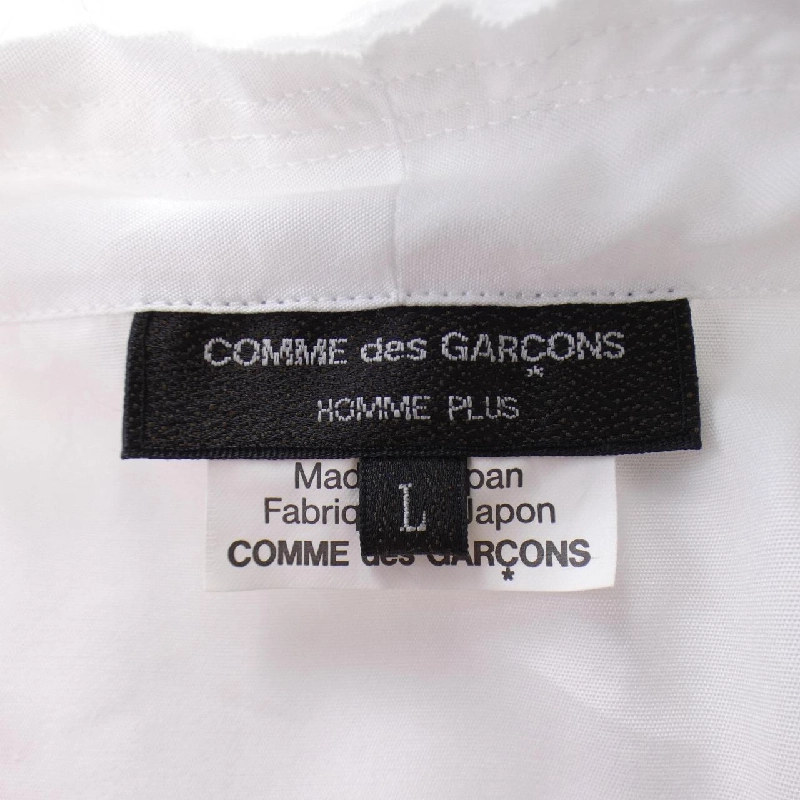 COMME des GARÇONS
HOMME PLUS
L
Mad pan
Fabriq Japon
COMME des GARÇONS